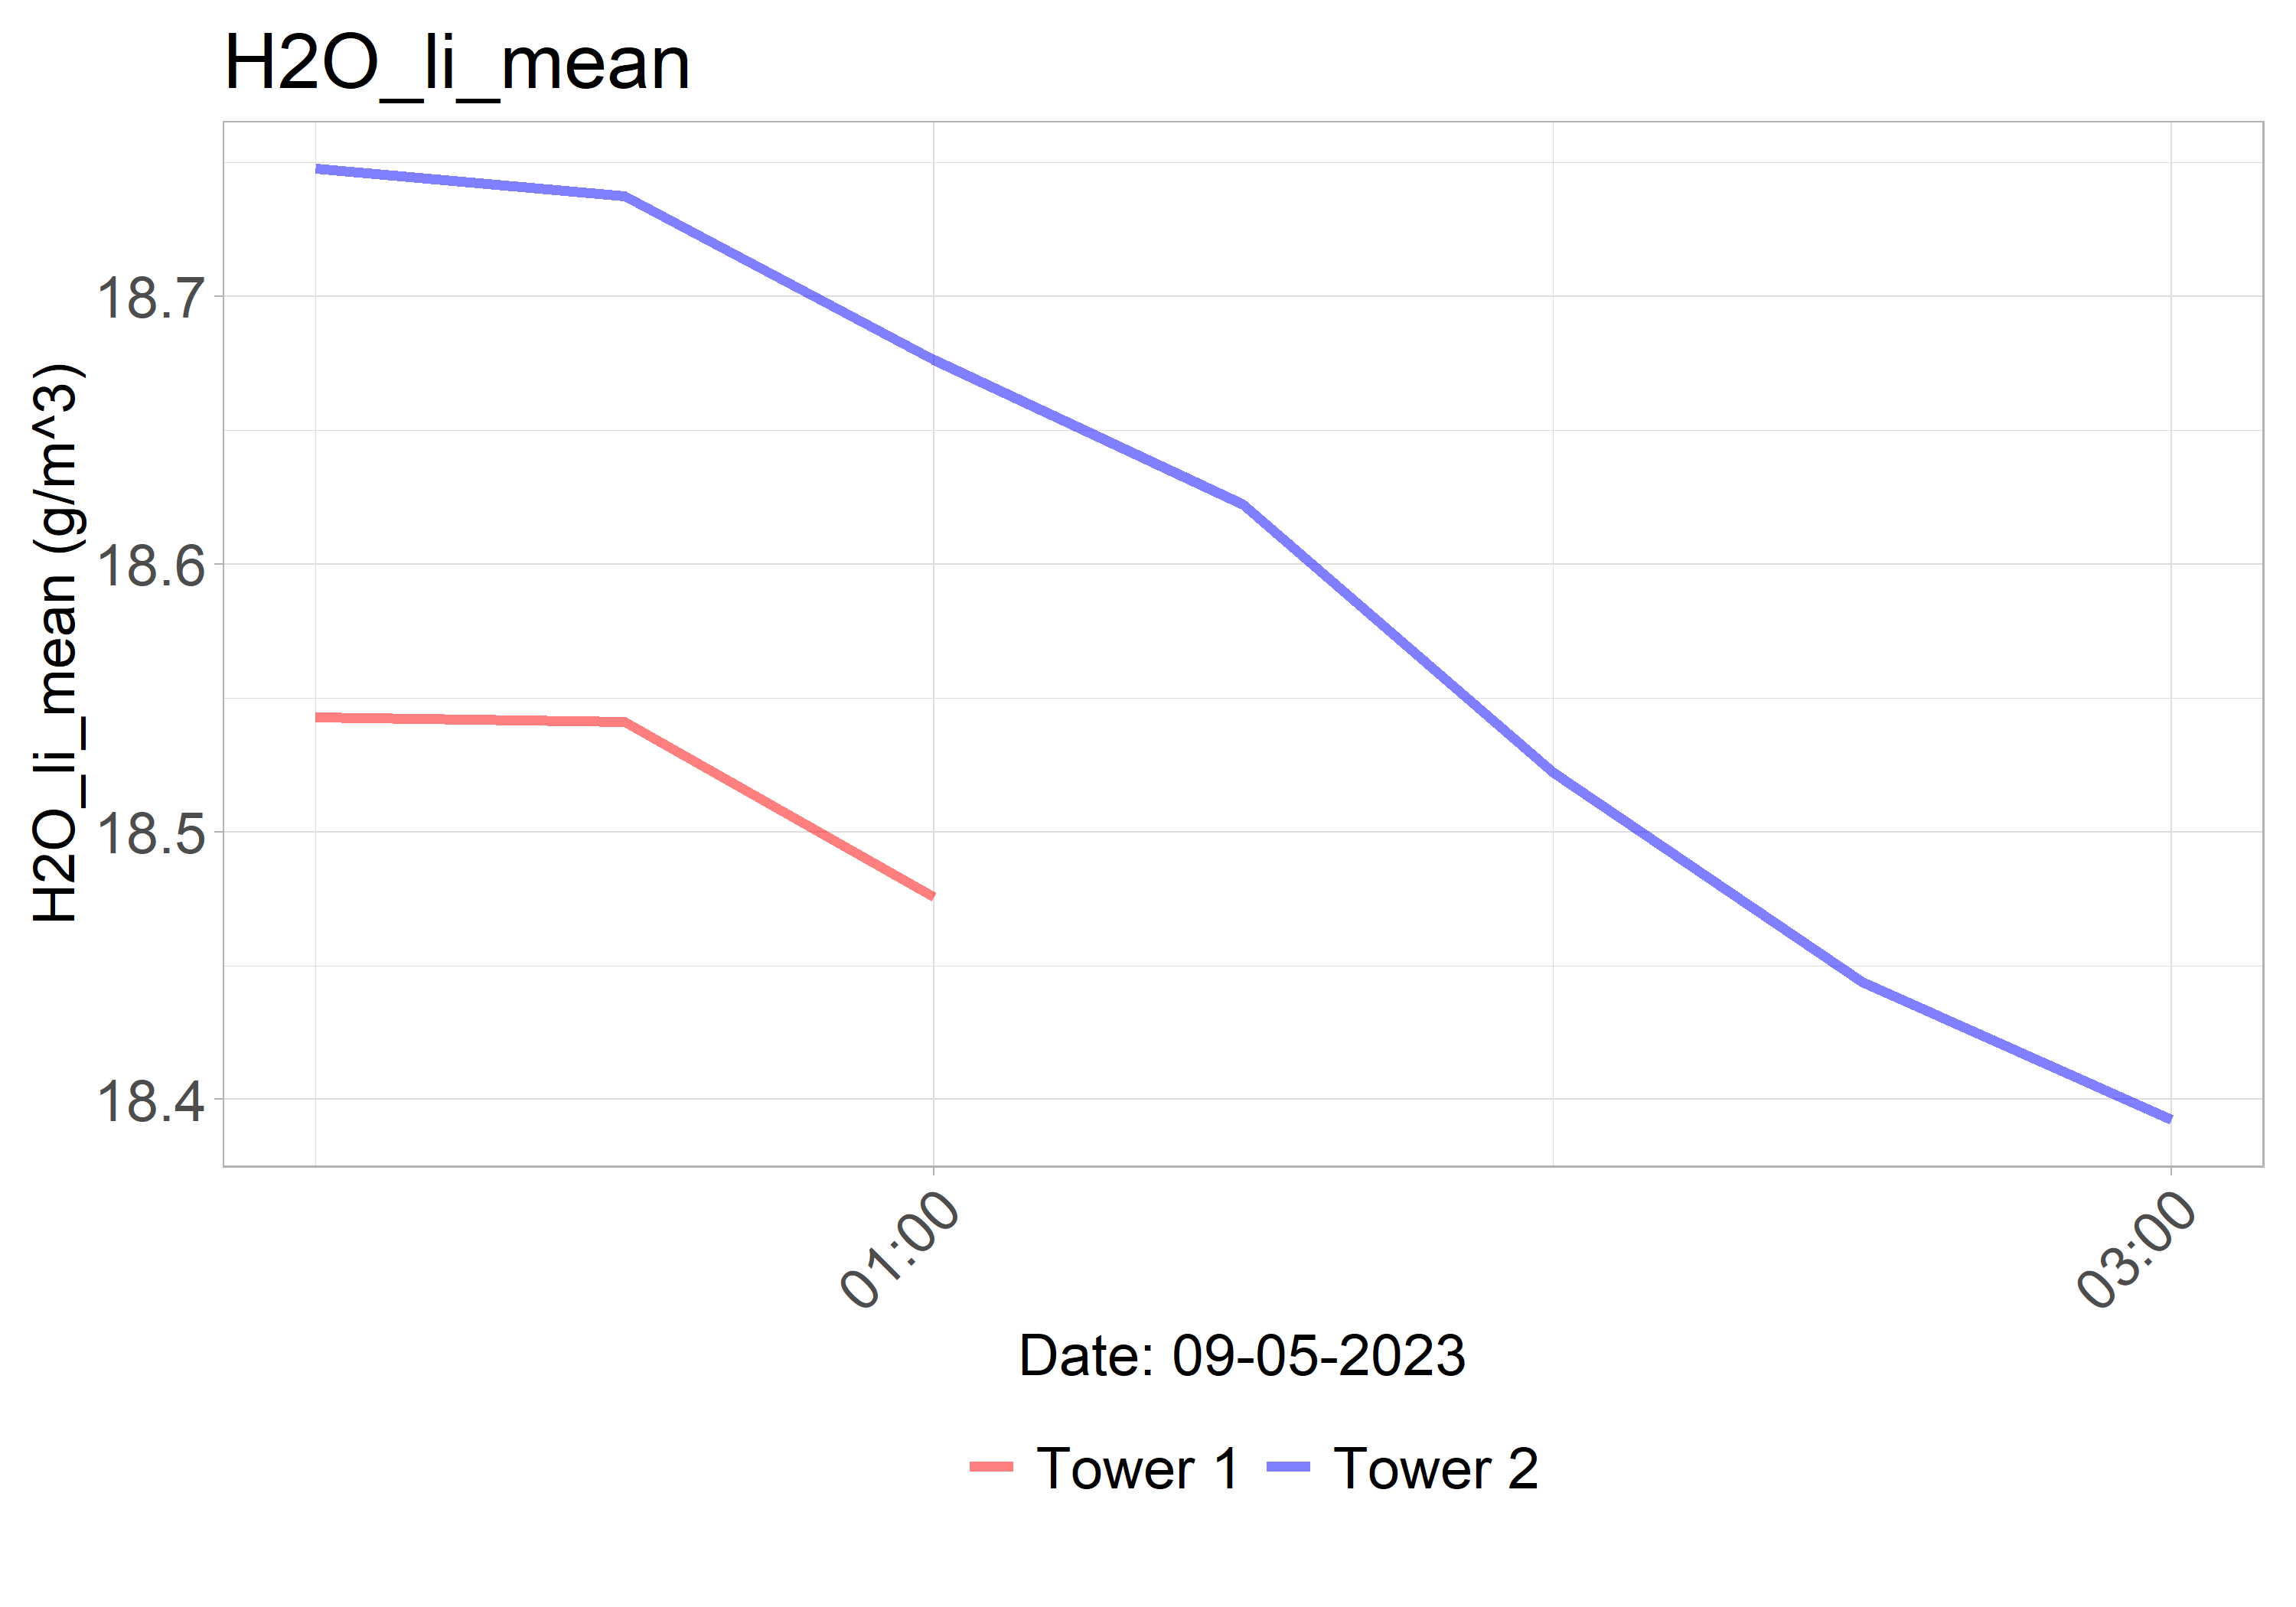 H2O_li_mean
H2O_li_mean (g/m^3)
18.7
18.6
18.5
18.4
01:00
03:00
Date: 09-05-2023
Tower 1
Tower 2